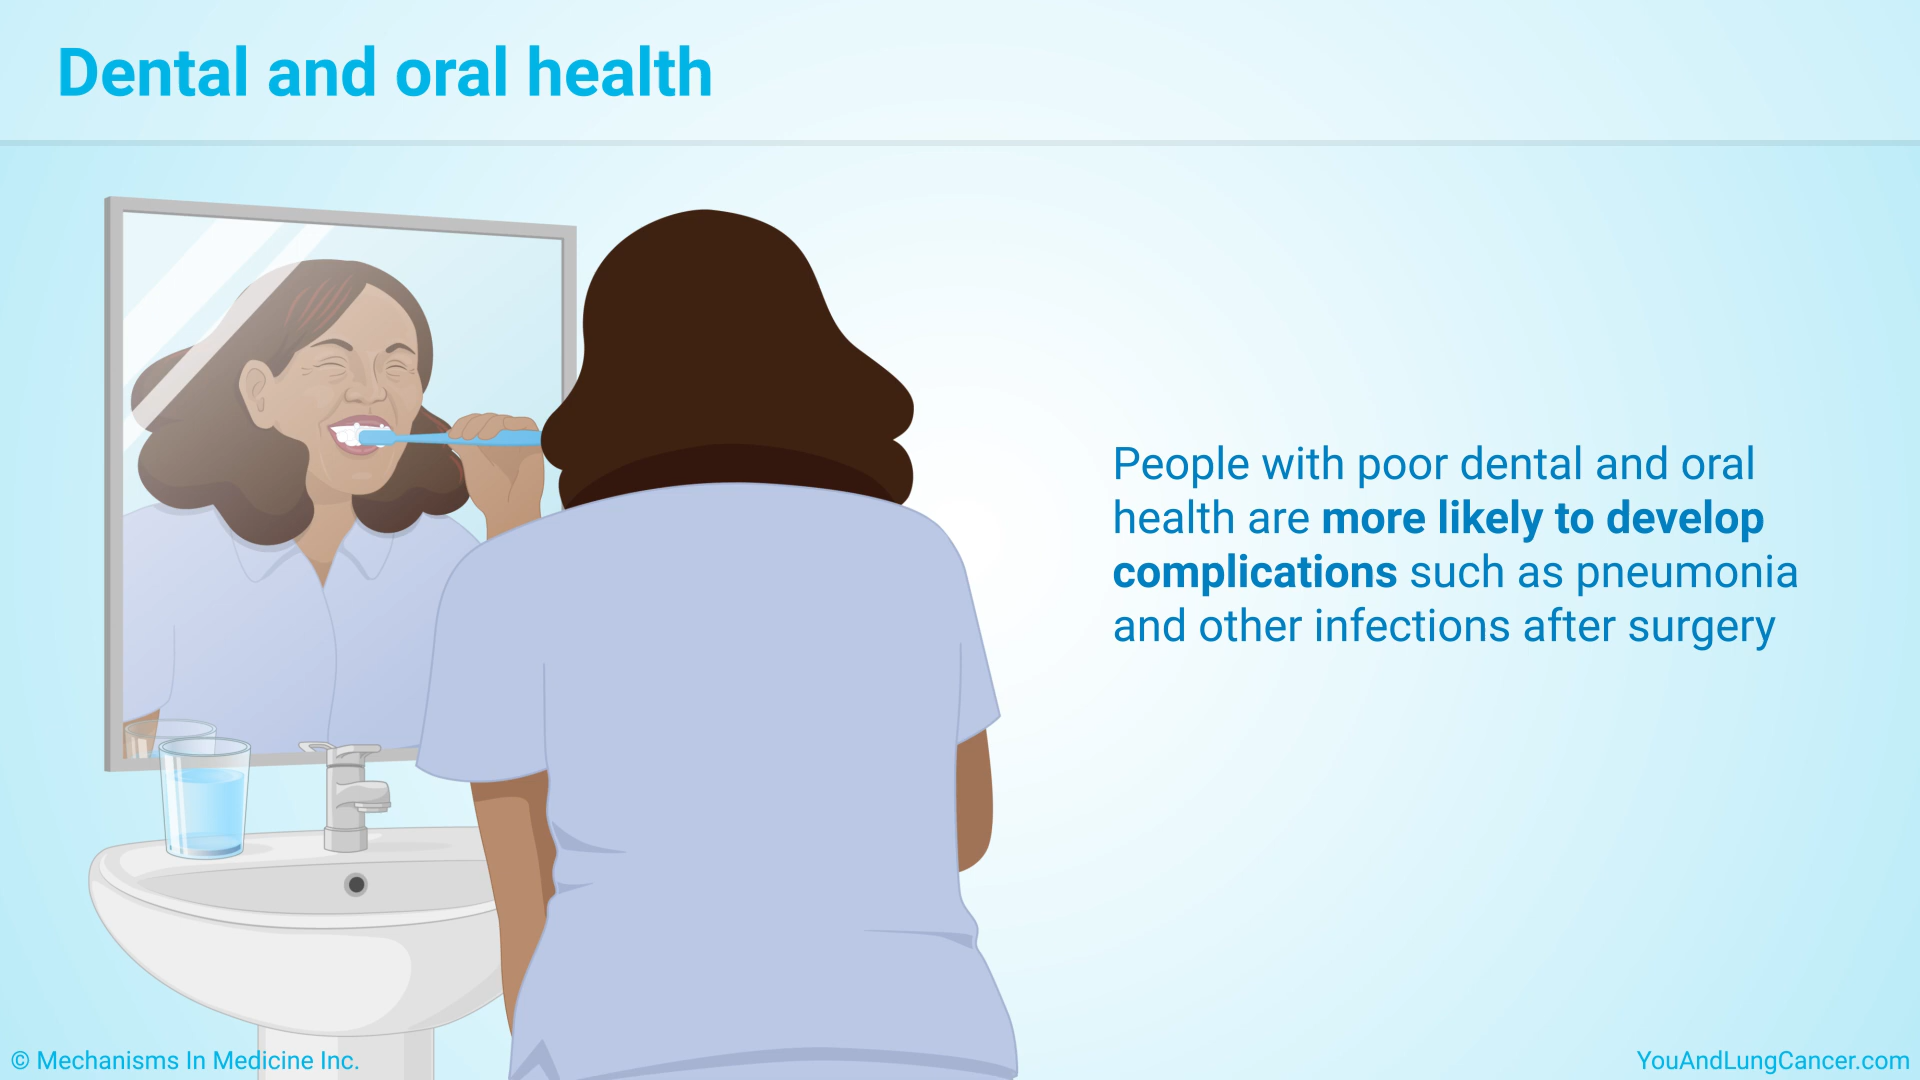 Dental and oral health
People with poor dental and oral
health are more likely to develop
complications such as pneumonia
and other infections after surgery
© Mechanisms In Medicine Inc.
YouAndLungCancer.com